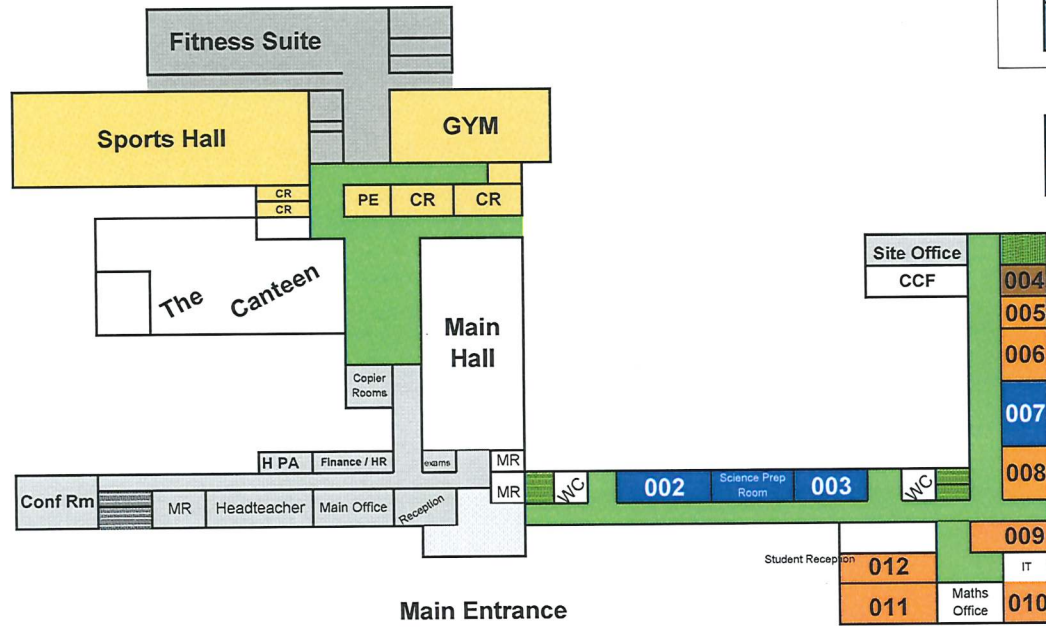 Fitness Suite
Sports Hall
GYM
CR
CR
PE
CR
CR
The Canteen
Main
Hall
Site Office
CCF
004
005
006
007
008
Copier
Rooms
H PA
Finance / HR
exams
MR
Conf Rm
MR
Headteacher
Main Office
Reception
MR
WC
002
Science Prep
Room
003
WC
009
Student Reception
012
IT
011
Maths
Office
010
Main Entrance